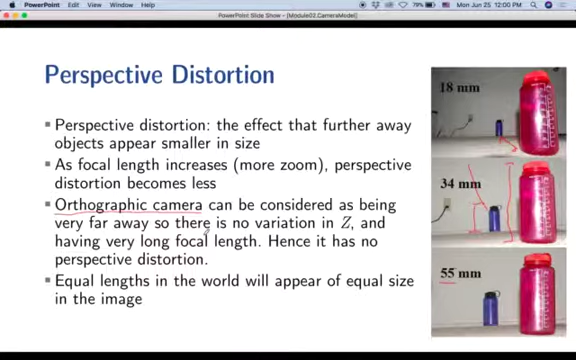 PowerPoint File Edit View Window Help
79% Mon Jun 25 12:00 PM
PowerPoint Slide Show - [Module02.CameraModel]
Perspective Distortion
Perspective distortion: the effect that further away
objects appear smaller in size
As focal length increases (more zoom), perspective
distortion becomes less
Orthographic camera can be considered as being
very far away so there is no variation in Z, and
having very long focal length. Hence it has no
perspective distortion.
Equal lengths in the world will appear of equal size
in the image
18 mm
34 mm
55 mm